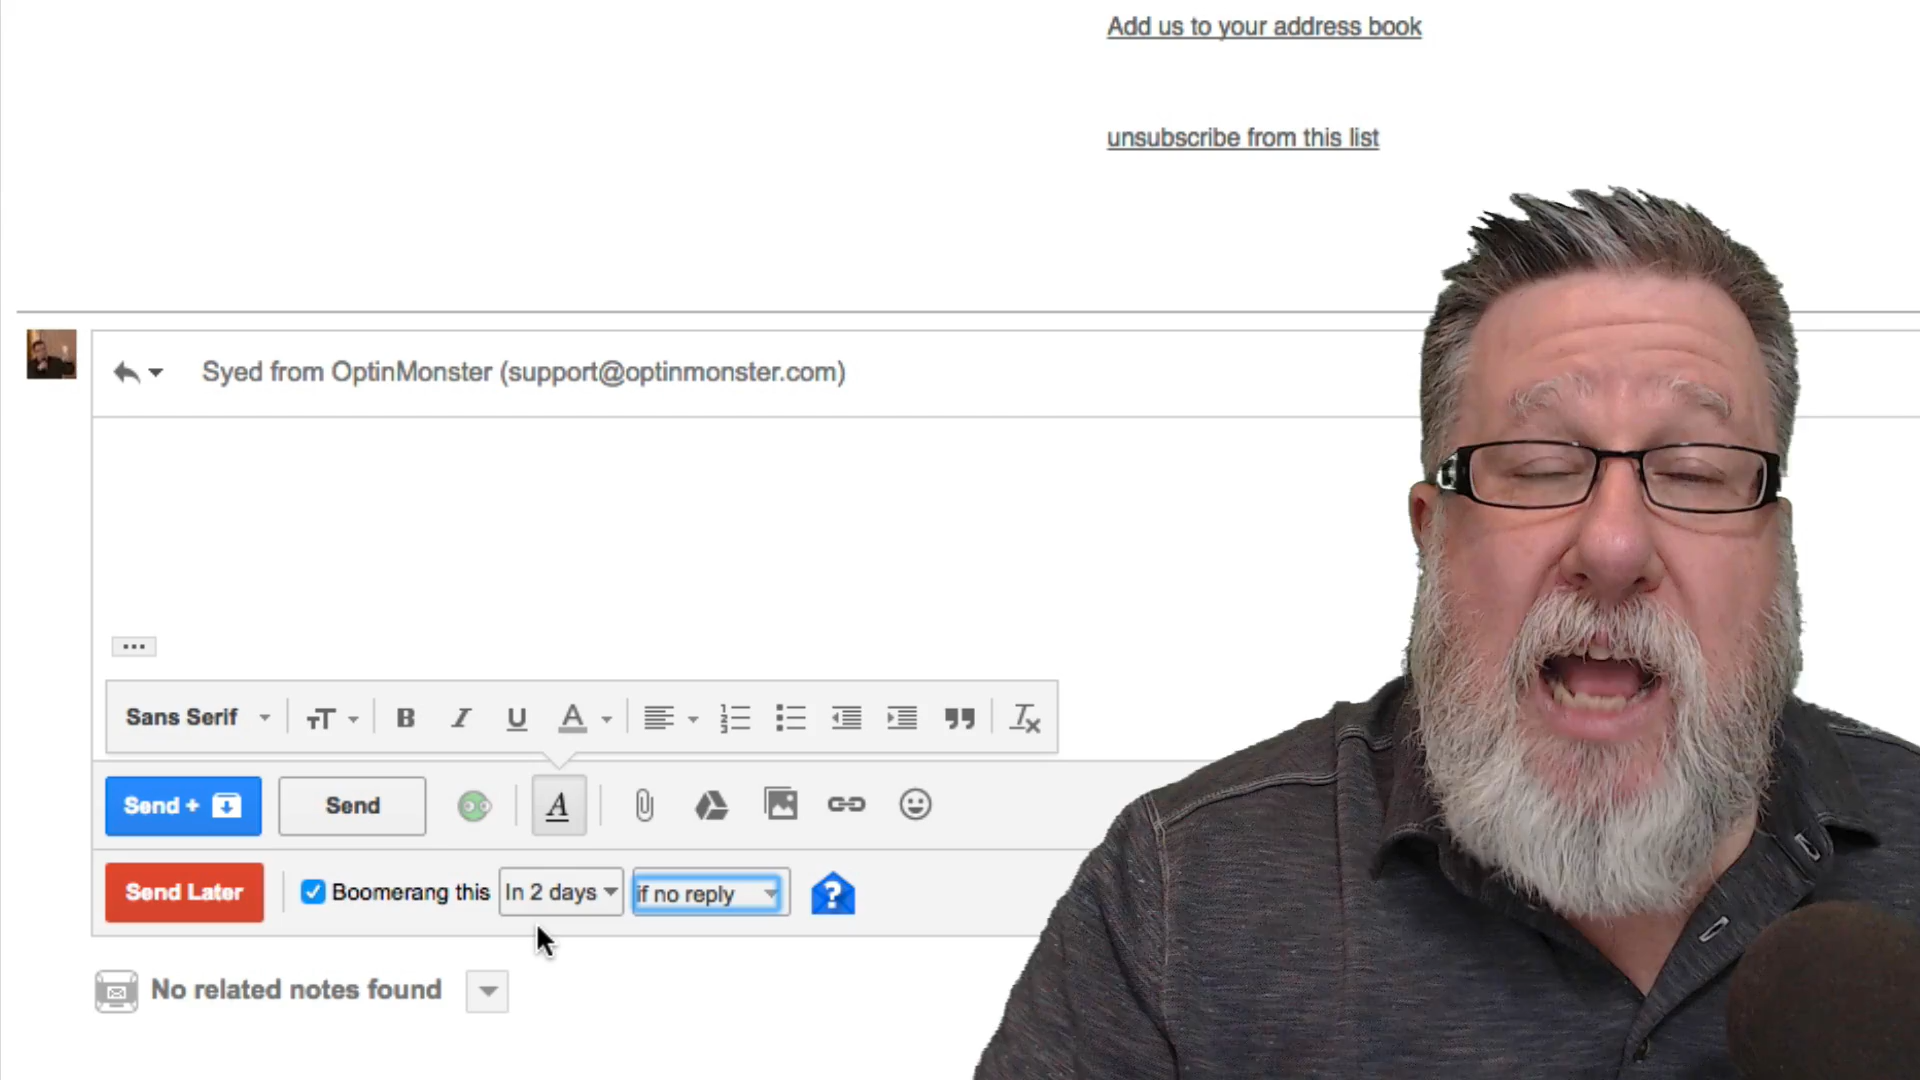 Add us to your address book
unsubscribe from this list
Syed from OptinMonster (support@optinmonster.com)
Sans Serif
Send +
Send
Send Later
Boomerang this
In 2 days
if no reply
No related notes found